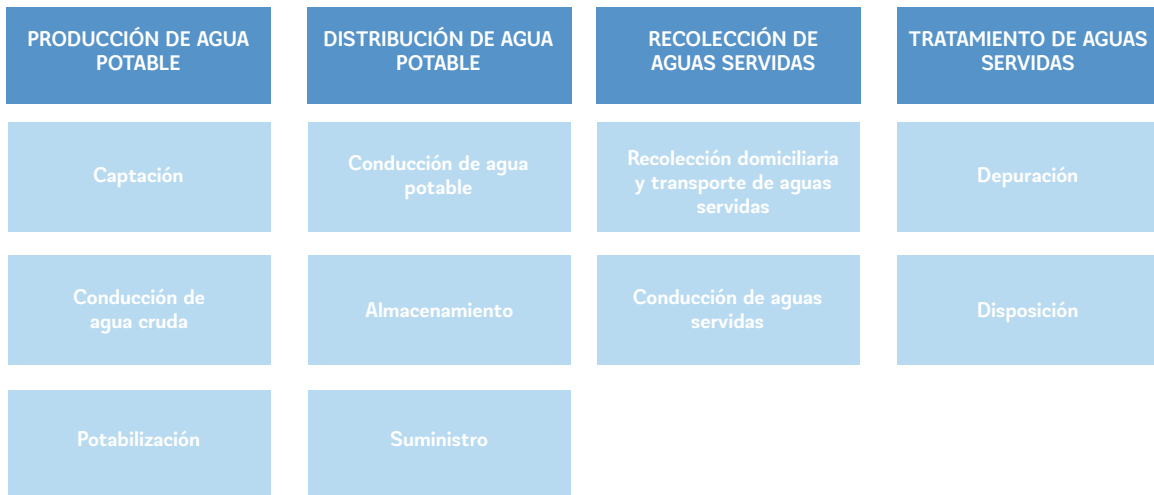 PRODUCCIÓN DE AGUA
POTABLE
DISTRIBUCIÓN DE AGUA
POTABLE
RECOLECCIÓN DE
AGUAS SERVIDAS
TRATAMIENTO DE AGUAS
SERVIDAS
Captación
Conducción de agua
potable
Recolección domiciliaria
y transporte de aguas
servidas
Depuración
Conducción de
agua cruda
Almacenamiento
Conducción de aguas
servidas
Disposición
Potabilización
Suministro